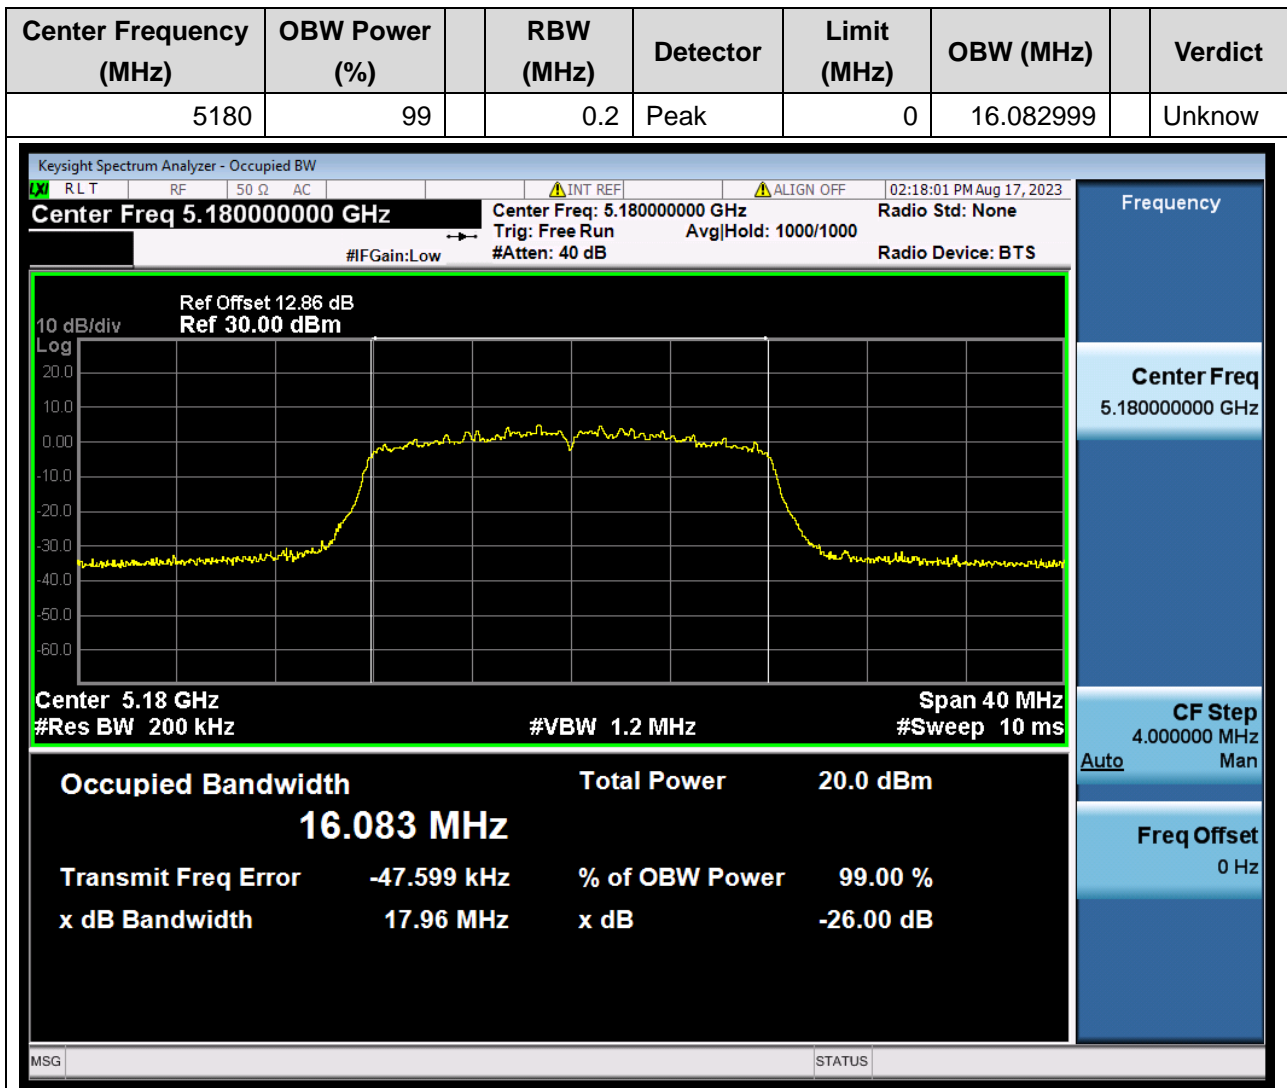 Center Frequency (MHz) OBW Power (%) RBW (MHz) Detector Limit (MHz) OBW (MHz) Verdict
5180 99 0.2 Peak 0 16.082999 Unknow
Keysight Spectrum Analyzer - Occupied BW
LXI RLT RF 50 Ω AC INT REF ALIGN OFF 02:18:01 PM Aug 17, 2023
Center Freq 5.180000000 GHz
Center Freq: 5.180000000 GHz Radio Std: None
Trig: Free Run Avg|Hold: 1000/1000
#IFGain:Low #Atten: 40 dB Radio Device: BTS
Ref Offset 12.86 dB
10 dB/div Ref 30.00 dBm
Log
20.0
10.0
0.00
-10.0
-20.0
-30.0
-40.0
-50.0
-60.0
Center 5.18 GHz Span 40 MHz
#Res BW 200 kHz #VBW 1.2 MHz #Sweep 10 ms
Occupied Bandwidth Total Power 20.0 dBm
16.083 MHz
Transmit Freq Error -47.599 kHz % of OBW Power 99.00 %
x dB Bandwidth 17.96 MHz x dB -26.00 dB
Frequency
Center Freq
5.180000000 GHz
CF Step
4.000000 MHz
Auto Man
Freq Offset
0 Hz
MSG STATUS